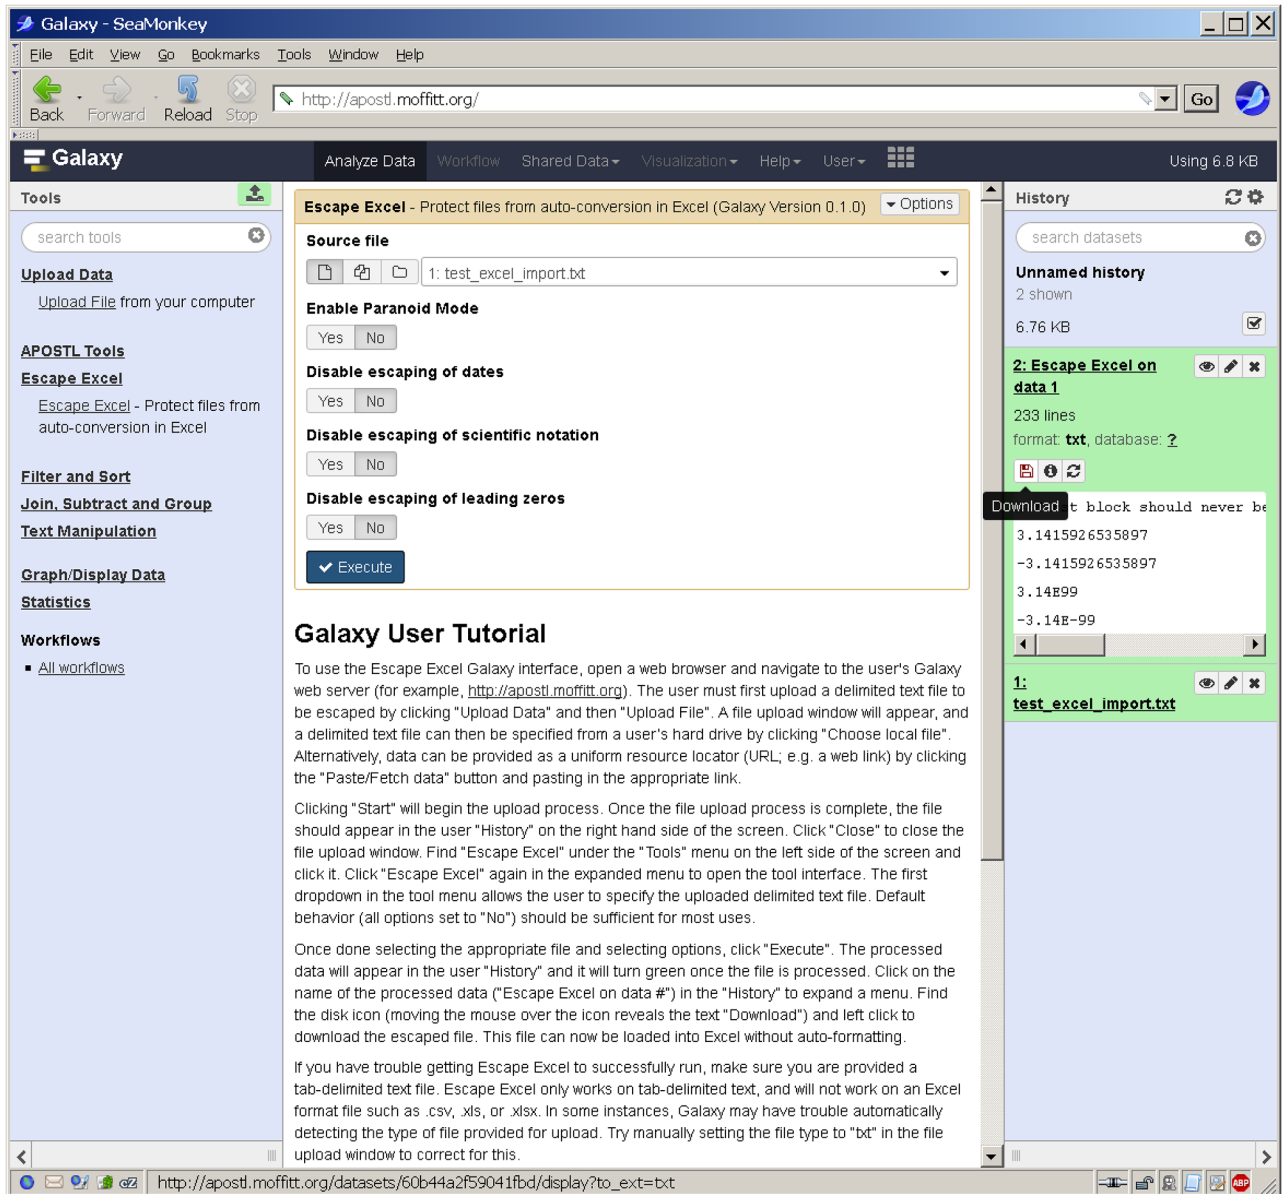 Galaxy - SeaMonkey
File Edit View Go Bookmarks Tools Window Help
Back Forward Reload Stop
http://apostl.moffitt.org/
Go
Galaxy
Analyze Data Workflow Shared Data Visualization Help User
Using 6.8 KB
Tools
search tools
Upload Data
Upload File from your computer
APOSTL Tools
Escape Excel
Escape Excel - Protect files from
auto-conversion in Excel
Filter and Sort
Join, Subtract and Group
Text Manipulation
Graph/Display Data
Statistics
Workflows
All workflows
Escape Excel - Protect files from auto-conversion in Excel (Galaxy Version 0.1.0)
Options
Source file
1: test_excel_import.txt
Enable Paranoid Mode
Yes No
Disable escaping of dates
Yes No
Disable escaping of scientific notation
Yes No
Disable escaping of leading zeros
Yes No
Execute
Galaxy User Tutorial
To use the Escape Excel Galaxy interface, open a web browser and navigate to the user's Galaxy
web server (for example, http://apostl.moffitt.org). The user must first upload a delimited text file to
be escaped by clicking "Upload Data" and then "Upload File". A file upload window will appear, and
a delimited text file can then be specified from a user's hard drive by clicking "Choose local file".
Alternatively, data can be provided as a uniform resource locator (URL; e.g. a web link) by clicking
the "Paste/Fetch data" button and pasting in the appropriate link.
Clicking "Start" will begin the upload process. Once the file upload process is complete, the file
should appear in the user "History" on the right hand side of the screen. Click "Close" to close the
file upload window. Find "Escape Excel" under the "Tools" menu on the left side of the screen and
click it. Click "Escape Excel" again in the expanded menu to open the tool interface. The first
dropdown in the tool menu allows the user to specify the uploaded delimited text file. Default
behavior (all options set to "No") should be sufficient for most uses.
Once done selecting the appropriate file and selecting options, click "Execute". The processed
data will appear in the user "History" and it will turn green once the file is processed. Click on the
name of the processed data ("Escape Excel on data #") in the "History" to expand a menu. Find
the disk icon (moving the mouse over the icon reveals the text "Download") and left click to
download the escaped file. This file can now be loaded into Excel without auto-formatting.
If you have trouble getting Escape Excel to successfully run, make sure you are provided a
tab-delimited text file. Escape Excel only works on tab-delimited text, and will not work on an Excel
format file such as .csv, .xls, or .xlsx. In some instances, Galaxy may have trouble automatically
detecting the type of file provided for upload. Try manually setting the file type to "txt" in the file
upload window to correct for this.
History
search datasets
Unnamed history
2 shown
6.76 KB
2: Escape Excel on
data 1
233 lines
format: txt, database: ?
Download
t block should never be
3.1415926535897
-3.1415926535897
3.14E99
-3.14E-99
1:
test_excel_import.txt
http://apostl.moffitt.org/datasets/60b44a2f59041fbd/display?to_ext=txt
ABP